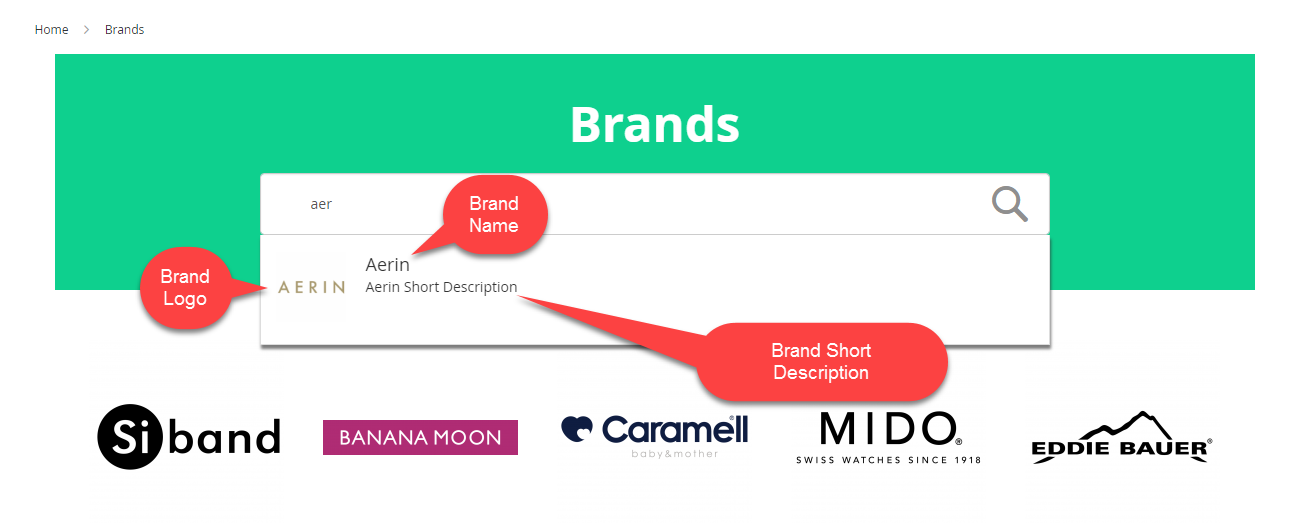 Home > Brands
Brands
aer
Brand
Name
Brand
Logo
AERIN
Aerin
Aerin Short Description
Brand Short
Description
Si band
BANANA MOON
Caramell®
baby&mother
MIDO®
SWISS WATCHES SINCE 1918
EDDIE BAUER®